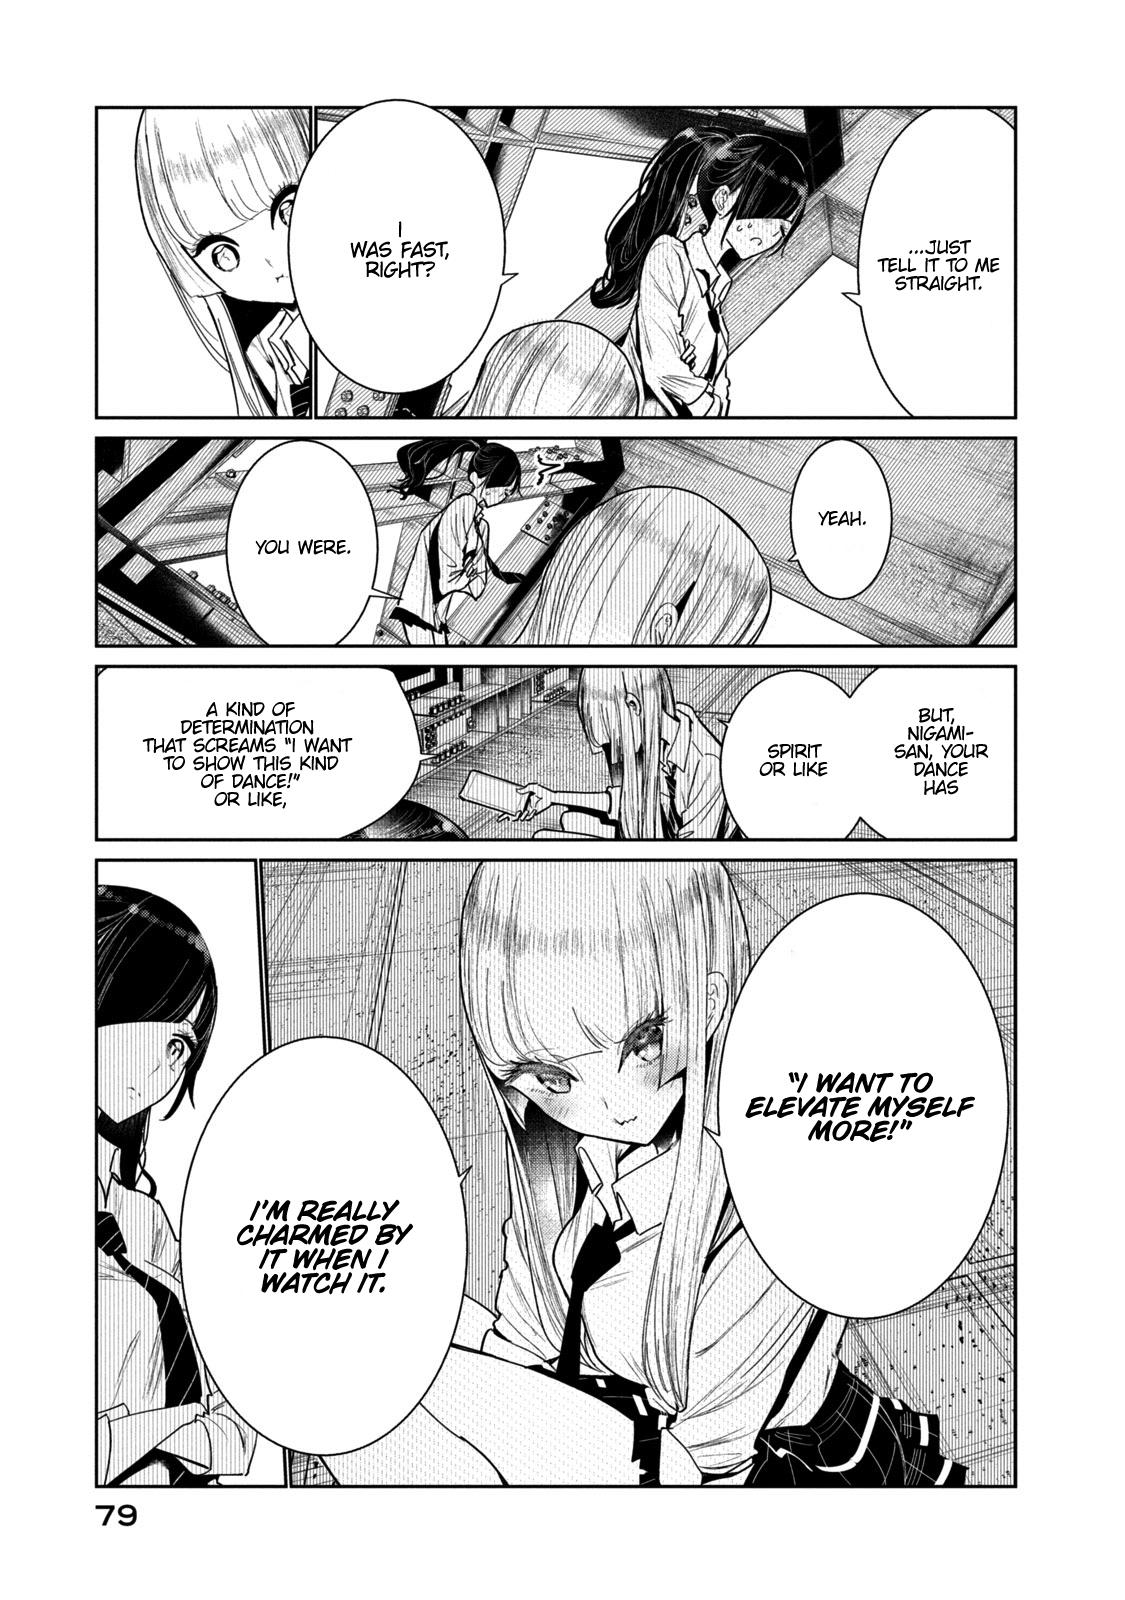 ...JUST
TELL IT TO ME
STRAIGHT.
I
WAS FAST,
RIGHT?
YEAH.
YOU WERE.
BUT,
NIGAMI-
SAN, YOUR
DANCE
HAS
SPIRIT
OR LIKE
A KIND OF
DETERMINATION
THAT SCREAMS "I WANT
TO SHOW THIS KIND
OF DANCE!"
OR LIKE,
"I WANT TO
ELEVATE MYSELF
MORE!"
I'M REALLY
CHARMED BY
IT WHEN I
WATCH IT.
79